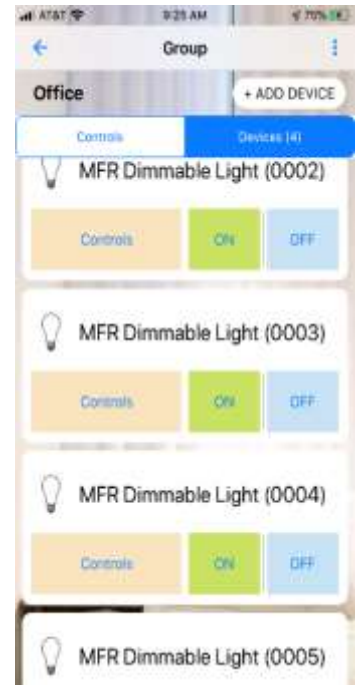 AT&T 9:25 AM 70%
Group
Office + ADD DEVICE
Controls Devices (4)
MFR Dimmable Light (0002)
Controls ON OFF
MFR Dimmable Light (0003)
Controls ON OFF
MFR Dimmable Light (0004)
Controls ON OFF
MFR Dimmable Light (0005)